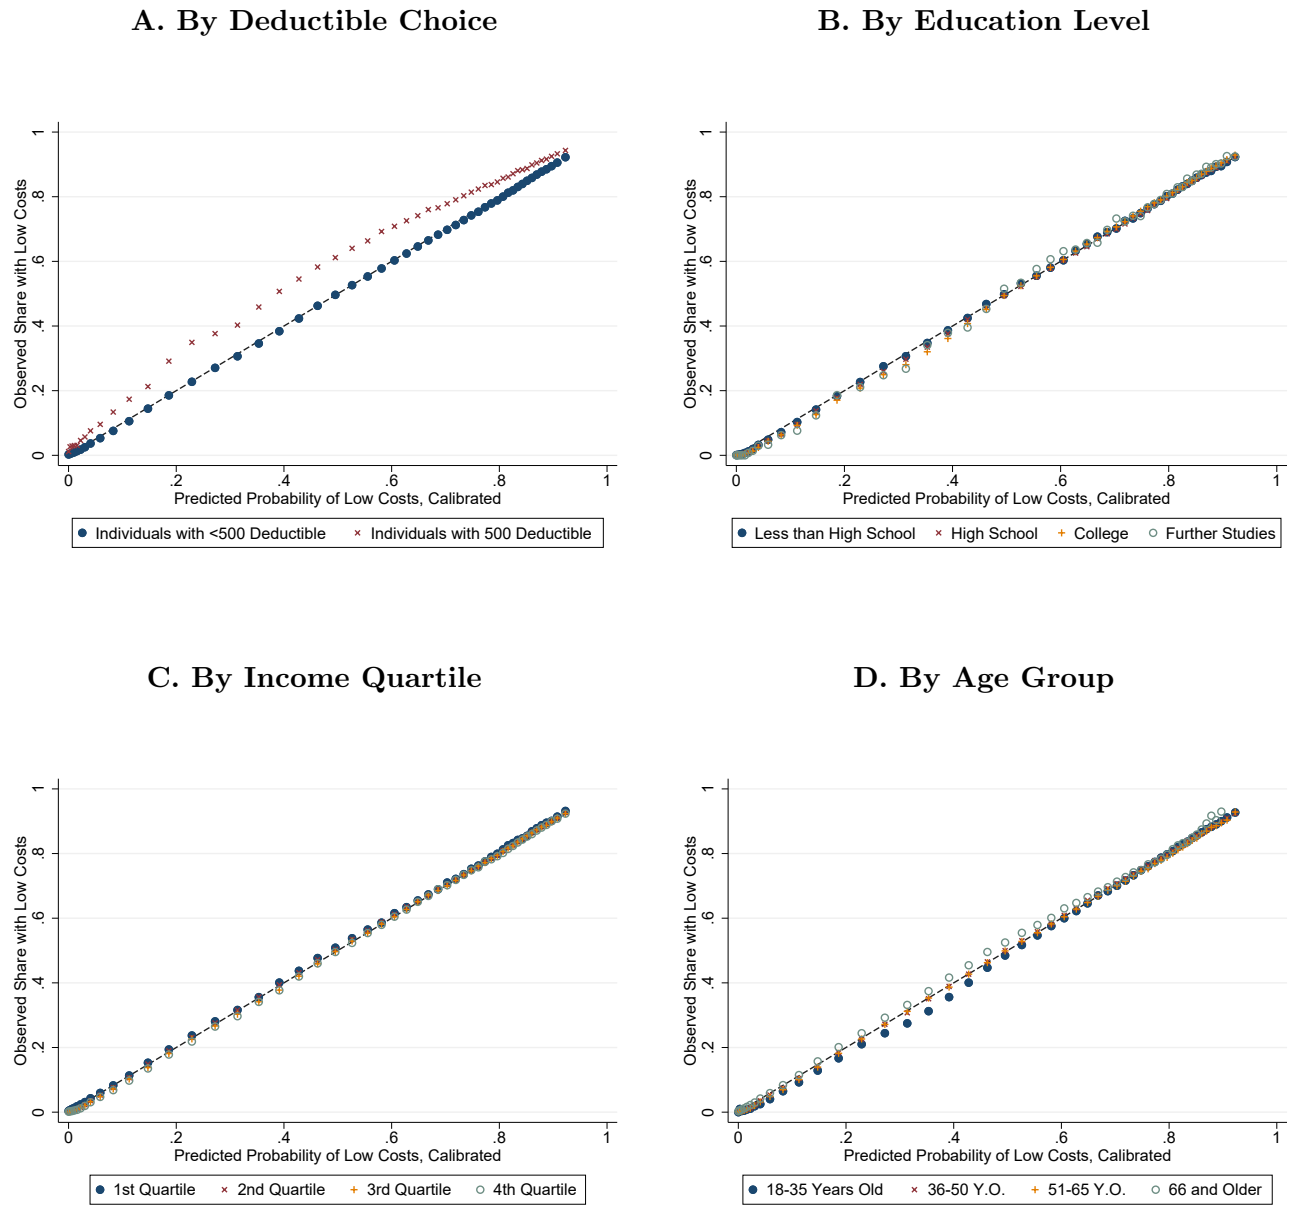 A. By Deductible Choice
B. By Education Level
Observed Share with Low Costs
0 .2 .4 .6 .8 1
0 .2 .4 .6 .8 1
Predicted Probability of Low Costs, Calibrated
Individuals with <500 Deductible Individuals with 500 Deductible
Observed Share with Low Costs
0 .2 .4 .6 .8 1
0 .2 .4 .6 .8 1
Predicted Probability of Low Costs, Calibrated
Less than High School High School College Further Studies
C. By Income Quartile
D. By Age Group
Observed Share with Low Costs
0 .2 .4 .6 .8 1
0 .2 .4 .6 .8 1
Predicted Probability of Low Costs, Calibrated
1st Quartile 2nd Quartile 3rd Quartile 4th Quartile
Observed Share with Low Costs
0 .2 .4 .6 .8 1
0 .2 .4 .6 .8 1
Predicted Probability of Low Costs, Calibrated
18-35 Years Old 36-50 Y.O. 51-65 Y.O. 66 and Older